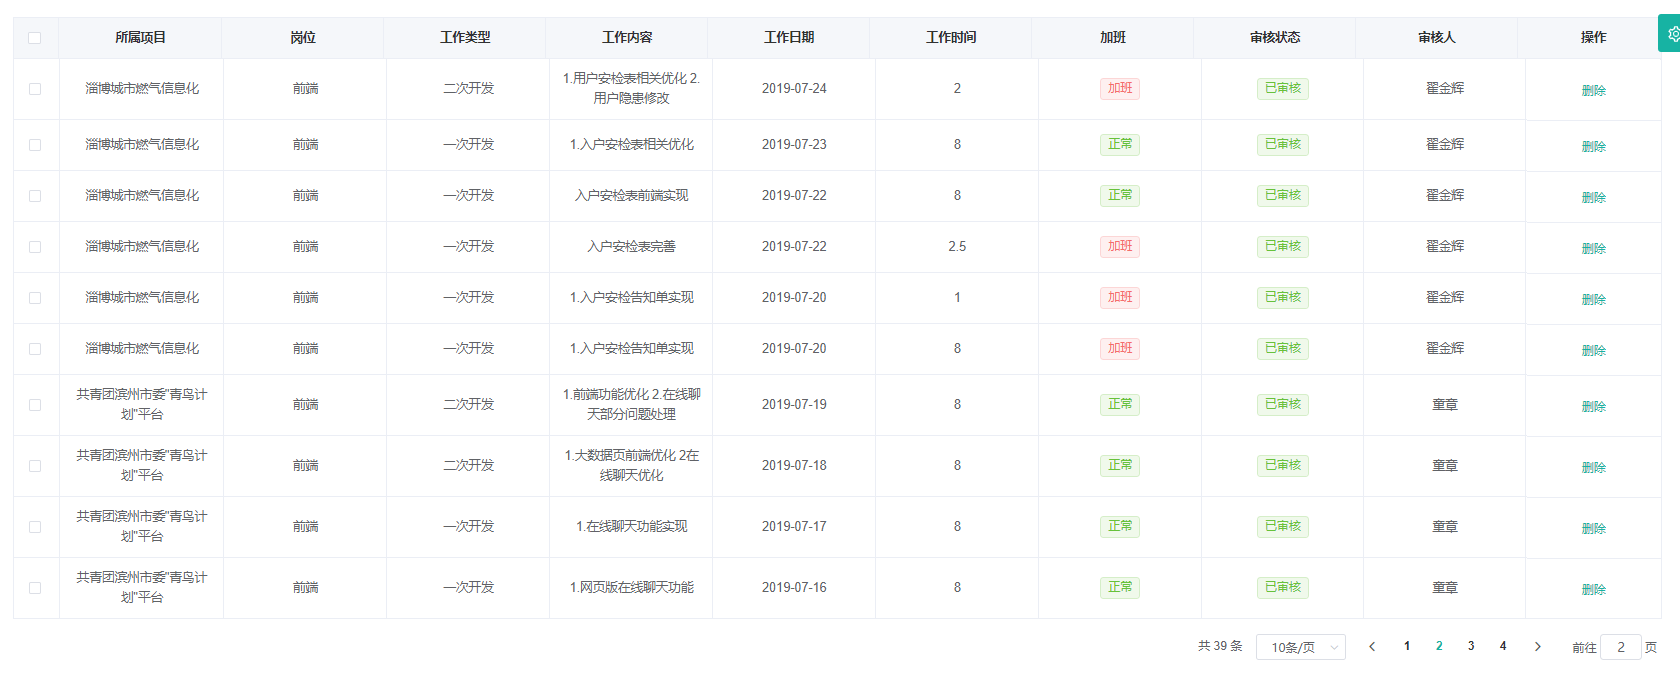 所属项目 岗位 工作类型 工作内容 工作日期 工作时间 加班 审核状态 审核人 操作
淄博城市燃气信息化 前端 二次开发 1.用户安检表相关优化 2.
用户隐患修改 2019-07-24 2 加班 已审核 翟金辉 删除
淄博城市燃气信息化 前端 一次开发 1.入户安检表相关优化 2019-07-23 8 正常 已审核 翟金辉 删除
淄博城市燃气信息化 前端 一次开发 入户安检表前端实现 2019-07-22 8 正常 已审核 翟金辉 删除
淄博城市燃气信息化 前端 一次开发 入户安检表完善 2019-07-22 2.5 加班 已审核 翟金辉 删除
淄博城市燃气信息化 前端 一次开发 1.入户安检告知单实现 2019-07-20 1 加班 已审核 翟金辉 删除
淄博城市燃气信息化 前端 一次开发 1.入户安检告知单实现 2019-07-20 8 加班 已审核 翟金辉 删除
共青团滨州市委"青鸟计
划"平台 前端 二次开发 1.前端功能优化 2.在线聊
天部分问题处理 2019-07-19 8 正常 已审核 童章 删除
共青团滨州市委"青鸟计
划"平台 前端 二次开发 1.大数据页前端优化 2在
线聊天优化 2019-07-18 8 正常 已审核 童章 删除
共青团滨州市委"青鸟计
划"平台 前端 一次开发 1.在线聊天功能实现 2019-07-17 8 正常 已审核 童章 删除
共青团滨州市委"青鸟计
划"平台 前端 一次开发 1.网页版在线聊天功能 2019-07-16 8 正常 已审核 童章 删除
共 39 条 10条/页 1 2 3 4 前往 2 页